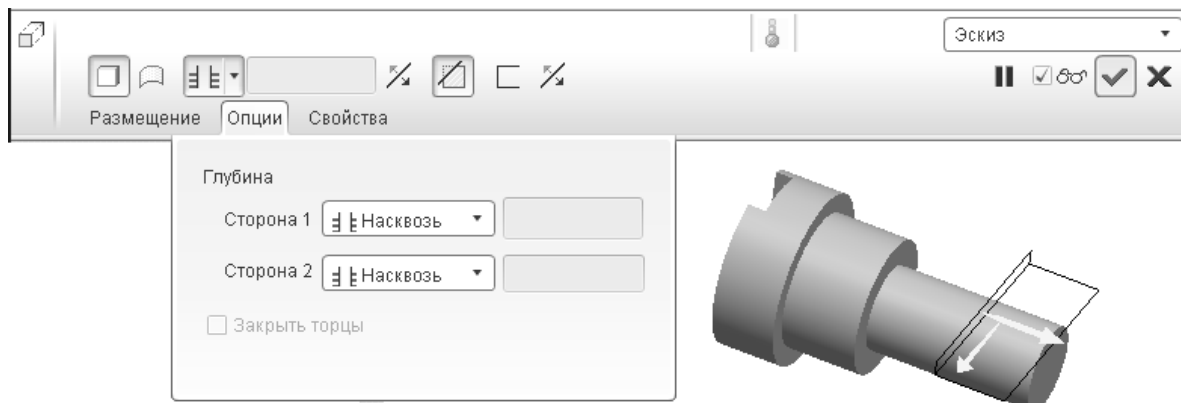 Эскиз
Размещение Опции Свойства
Глубина
Сторона 1 Насквозь
Сторона 2 Насквозь
Закрыть торцы